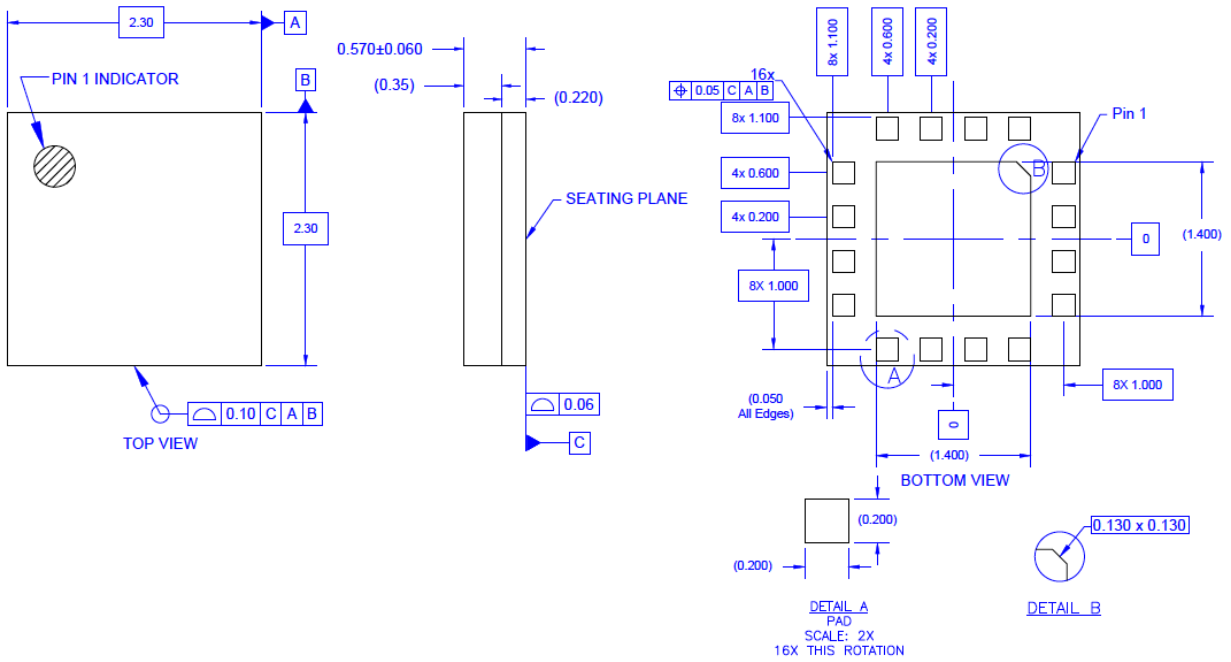 2.30
A
PIN 1 INDICATOR
B
2.30
0.10 C A B
TOP VIEW
0.570±0.060
(0.35)
(0.220)
SEATING PLANE
0.06
C
8x 1.100
4x 0.600
4x 0.200
16x
0.05 C A B
8x 1.100
Pin 1
4x 0.600
B
4x 0.200
0
(1.400)
8X 1.000
A
8X 1.000
(0.050
All Edges)
0
(1.400)
BOTTOM VIEW
(0.200)
(0.200)
DETAIL A
PAD
SCALE: 2X
16X THIS ROTATION
0.130 x 0.130
DETAIL B